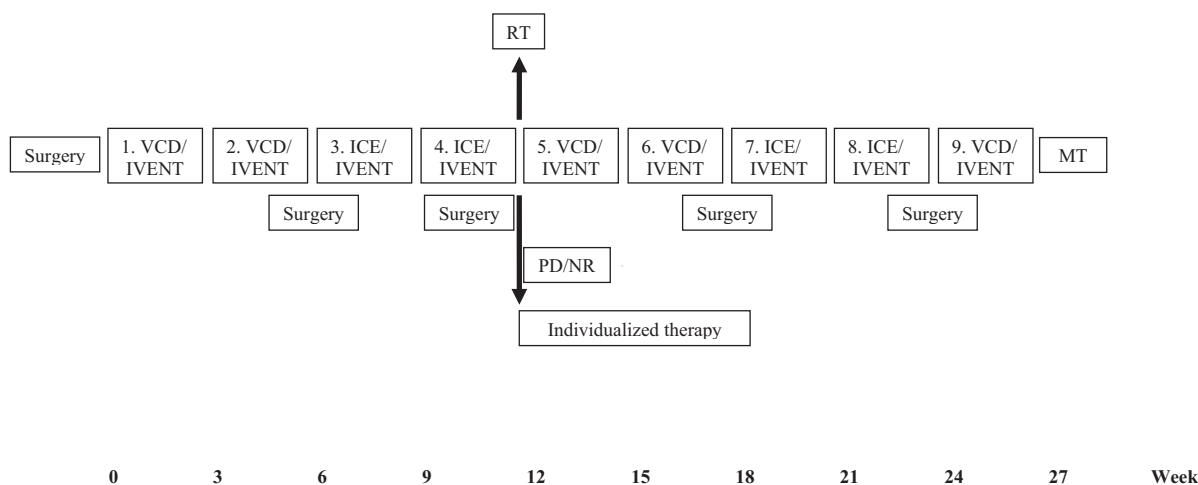 RT
Surgery
1. VCD/
IVENT
2. VCD/
IVENT
3. ICE/
IVENT
4. ICE/
IVENT
5. VCD/
IVENT
6. VCD/
IVENT
7. ICE/
IVENT
8. ICE/
IVENT
9. VCD/
IVENT
MT
Surgery
Surgery
Surgery
Surgery
PD/NR
Individualized therapy
0 3 6 9 12 15 18 21 24 27 Week